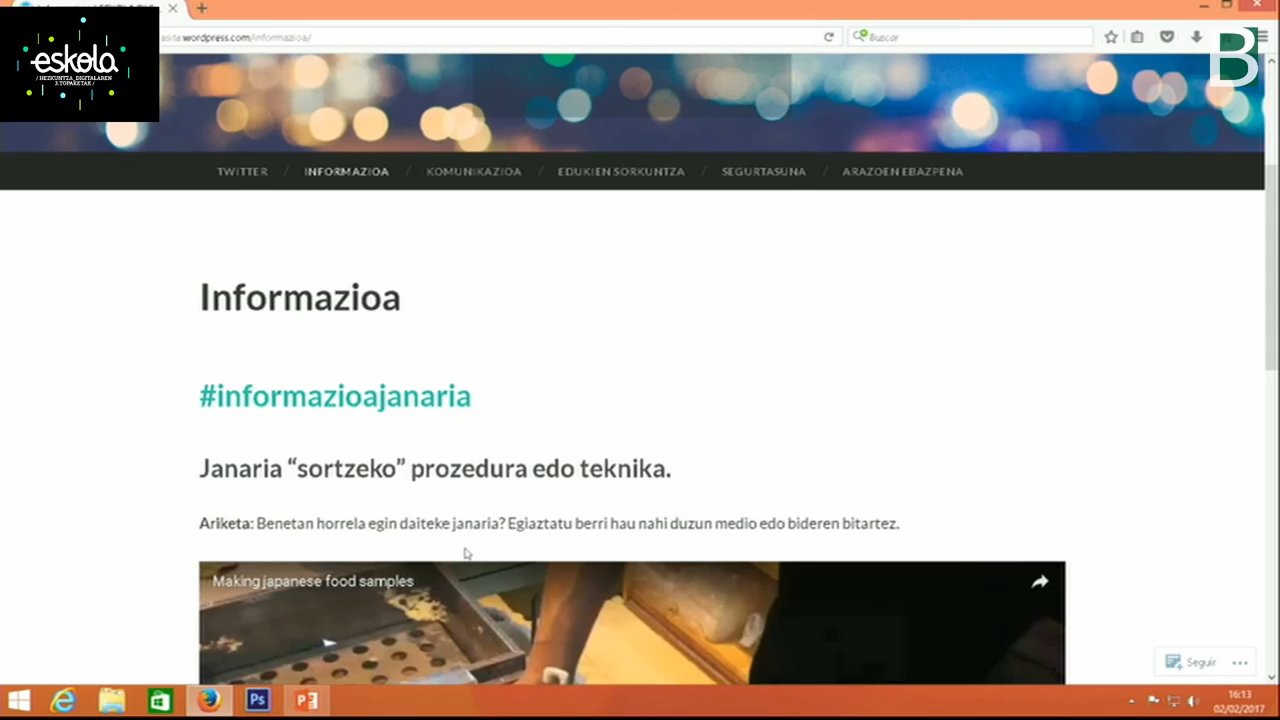 eskola
/ HEZKUNTZA_DIGITALAREN
3.TOPAKETAK /
wordpress.com/informazioa/
Buscar
B
TWITTER / INFORMAZIOA / KOMUNIKAZIOA / EDUKIEN SORKUNTZA / SEGURTASUNA / ARAZOEN EBAZPENA
Informazioa
#informazioajanaria
Janaria “sortzeko” prozedura edo teknika.
Ariketa: Benetan horrela egin daiteke janaria? Egiaztatu berri hau nahi duzun medio edo bideren bitartez.
Making japanese food samples
Seguir
Ps
16:13
02/02/2017